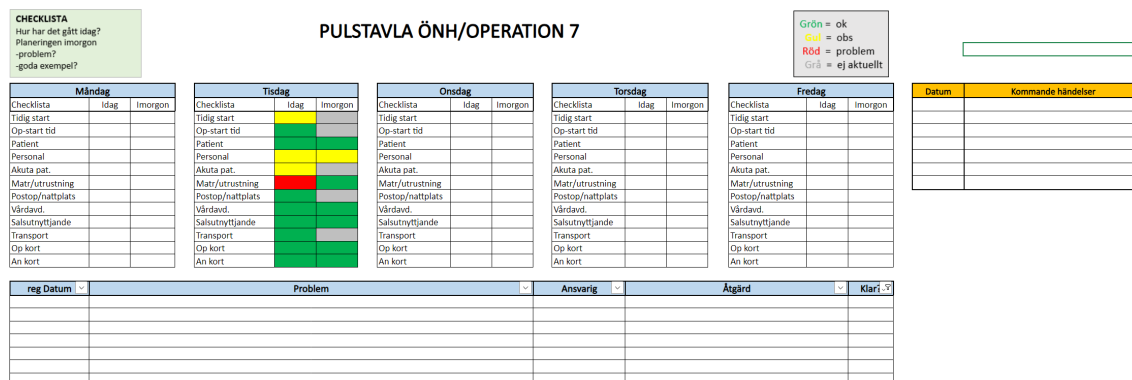 CHECKLISTA
Hur har det gått idag?
Planeringen imorgon
-problem?
-goda exempel?
PULSTAVLA ÖNH/OPERATION 7
Grön = ok
Gul = obs
Röd = problem
Grå = ej aktuellt
Måndag
Checklista Idag Imorgon
Tidig start
Op-start tid
Patient
Personal
Akuta pat.
Matr/utrustning
Postop/nattplats
Vårdavd.
Salsutnyttjande
Transport
Op kort
An kort
Tisdag
Checklista Idag Imorgon
Tidig start
Op-start tid
Patient
Personal
Akuta pat.
Matr/utrustning
Postop/nattplats
Vårdavd.
Salsutnyttjande
Transport
Op kort
An kort
Onsdag
Checklista Idag Imorgon
Tidig start
Op-start tid
Patient
Personal
Akuta pat.
Matr/utrustning
Postop/nattplats
Vårdavd.
Salsutnyttjande
Transport
Op kort
An kort
Torsdag
Checklista Idag Imorgon
Tidig start
Op-start tid
Patient
Personal
Akuta pat.
Matr/utrustning
Postop/nattplats
Vårdavd.
Salsutnyttjande
Transport
Op kort
An kort
Fredag
Checklista Idag Imorgon
Tidig start
Op-start tid
Patient
Personal
Akuta pat.
Matr/utrustning
Postop/nattplats
Vårdavd.
Salsutnyttjande
Transport
Op kort
An kort
Datum Kommande händelser
reg Datum Problem Ansvarig Åtgärd Klar?